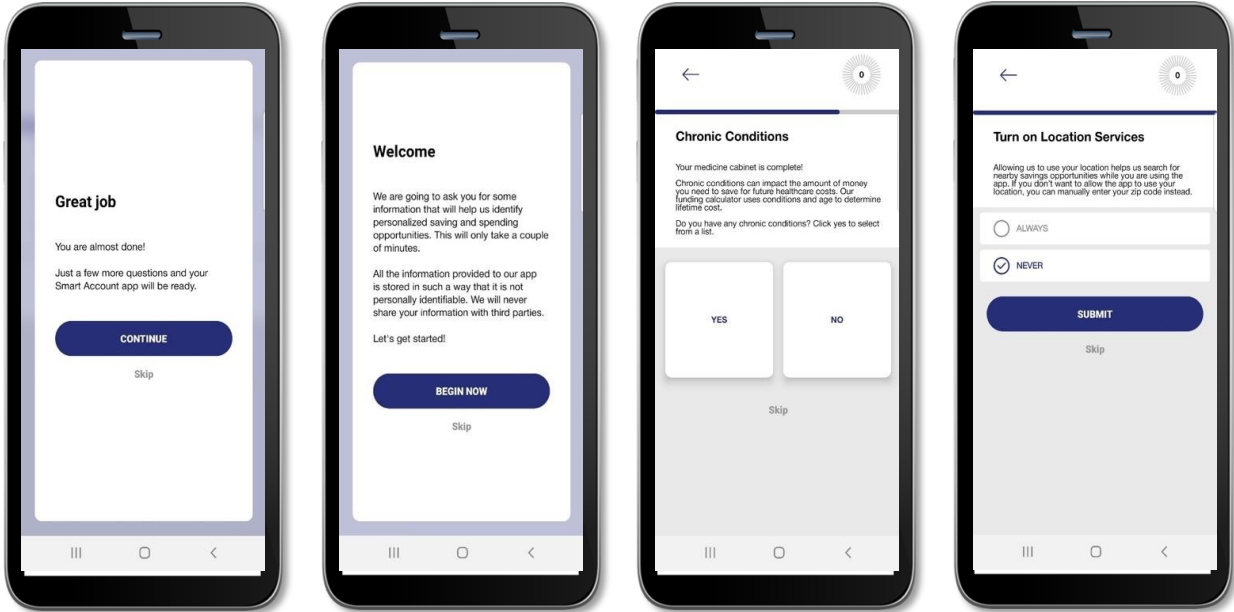 Great job
You are almost done!
Just a few more questions and your
Smart Account app will be ready.
CONTINUE
Skip
Welcome
We are going to ask you for some
information that will help us identify
personalized saving and spending
opportunities. This will only take a couple
of minutes.
All the information provided to our app
is stored in such a way that it is not
personally identifiable. We will never
share your information with third parties.
Let's get started!
BEGIN NOW
Skip
0
Chronic Conditions
Your medicine cabinet is complete!
Chronic conditions can impact the amount of money
you need to save for future healthcare costs. Our
funding calculator uses conditions and age to determine
lifetime cost.
Do you have any chronic conditions? Click yes to select
from a list.
YES
NO
Skip
0
Turn on Location Services
Allowing us to use your location helps us search for
nearby savings opportunities while you are using the
app. If you don't want to allow the app to use your
location, you can manually enter your zip code instead.
ALWAYS
NEVER
SUBMIT
Skip